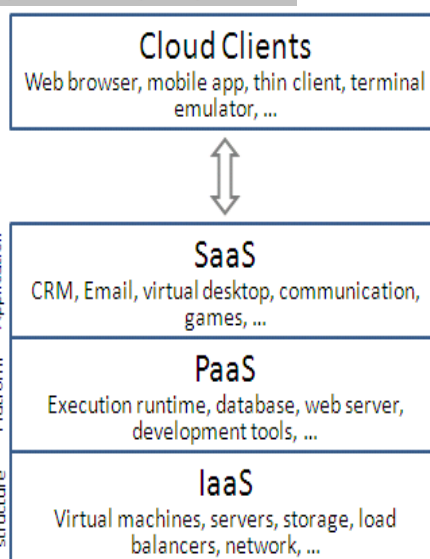 Cloud Clients
Web browser, mobile app, thin client, terminal
emulator, ...
SaaS
CRM, Email, virtual desktop, communication,
games, ...
PaaS
Execution runtime, database, web server,
development tools, ...
IaaS
Virtual machines, servers, storage, load
balancers, network, ...
structure